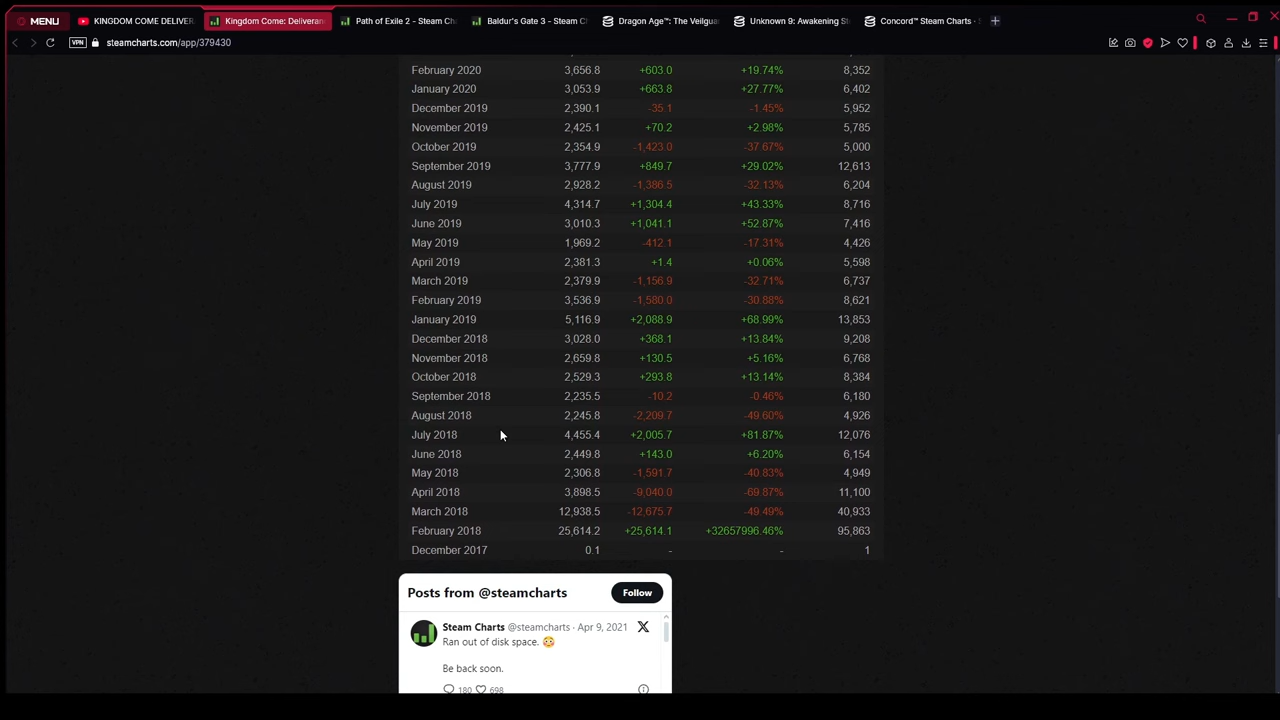 MENU
KINGDOM COME DELIVER
Kingdom Come: Deliveran
Path of Exile 2 - Steam Ch
Baldur's Gate 3 - Steam Ch
Dragon Age™: The Veilgua
Unknown 9: Awakening St
Concord™ Steam Charts ·
VPN steamcharts.com/app/379430
February 2020 3,656.8 +603.0 +19.74% 8,352
January 2020 3,053.9 +663.8 +27.77% 6,402
December 2019 2,390.1 -35.1 -1.45% 5,952
November 2019 2,425.1 +70.2 +2.98% 5,785
October 2019 2,354.9 -1,423.0 -37.67% 5,000
September 2019 3,777.9 +849.7 +29.02% 12,613
August 2019 2,928.2 -1,386.5 -32.13% 6,204
July 2019 4,314.7 +1,304.4 +43.33% 8,716
June 2019 3,010.3 +1,041.1 +52.87% 7,416
May 2019 1,969.2 -412.1 -17.31% 4,426
April 2019 2,381.3 +1.4 +0.06% 5,598
March 2019 2,379.9 -1,156.9 -32.71% 6,737
February 2019 3,536.9 -1,580.0 -30.88% 8,621
January 2019 5,116.9 +2,088.9 +68.99% 13,853
December 2018 3,028.0 +368.1 +13.84% 9,208
November 2018 2,659.8 +130.5 +5.16% 6,768
October 2018 2,529.3 +293.8 +13.14% 8,384
September 2018 2,235.5 -10.2 -0.46% 6,180
August 2018 2,245.8 -2,209.7 -49.60% 4,926
July 2018 4,455.4 +2,005.7 +81.87% 12,076
June 2018 2,449.8 +143.0 +6.20% 6,154
May 2018 2,306.8 -1,591.7 -40.83% 4,949
April 2018 3,898.5 -9,040.0 -69.87% 11,100
March 2018 12,938.5 -12,675.7 -49.49% 40,933
February 2018 25,614.2 +25,614.1 +32657996.46% 95,863
December 2017 0.1 - - 1
Posts from @steamcharts Follow
Steam Charts @steamcharts · Apr 9, 2021
Ran out of disk space. 😳
Be back soon.
180 698